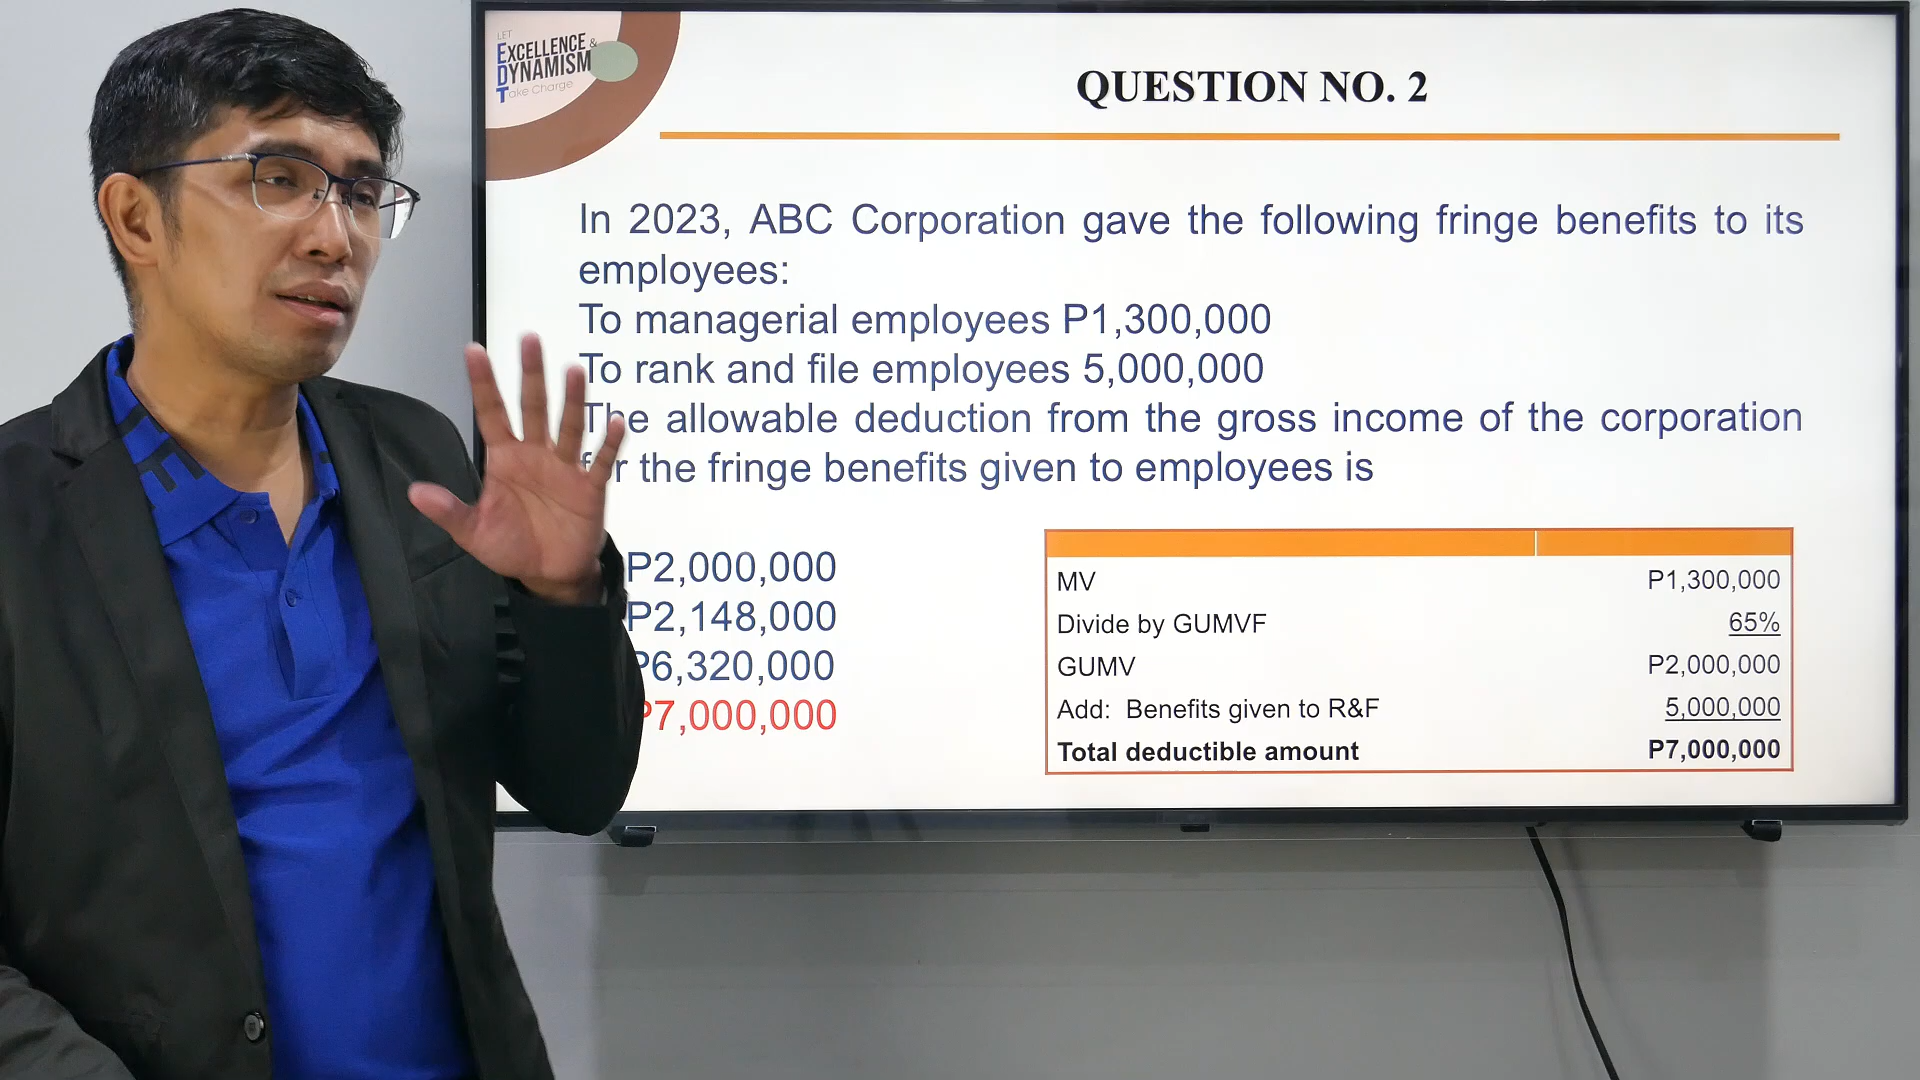 LET
EXCELLENCE &
DYNAMISM
Take Charge
QUESTION NO. 2
In 2023, ABC Corporation gave the following fringe benefits to its
employees:
To managerial employees P1,300,000
To rank and file employees 5,000,000
The allowable deduction from the gross income of the corporation
for the fringe benefits given to employees is
P2,000,000
P2,148,000
P6,320,000
P7,000,000
MV P1,300,000
Divide by GUMVF 65%
GUMV P2,000,000
Add: Benefits given to R&F 5,000,000
Total deductible amount P7,000,000